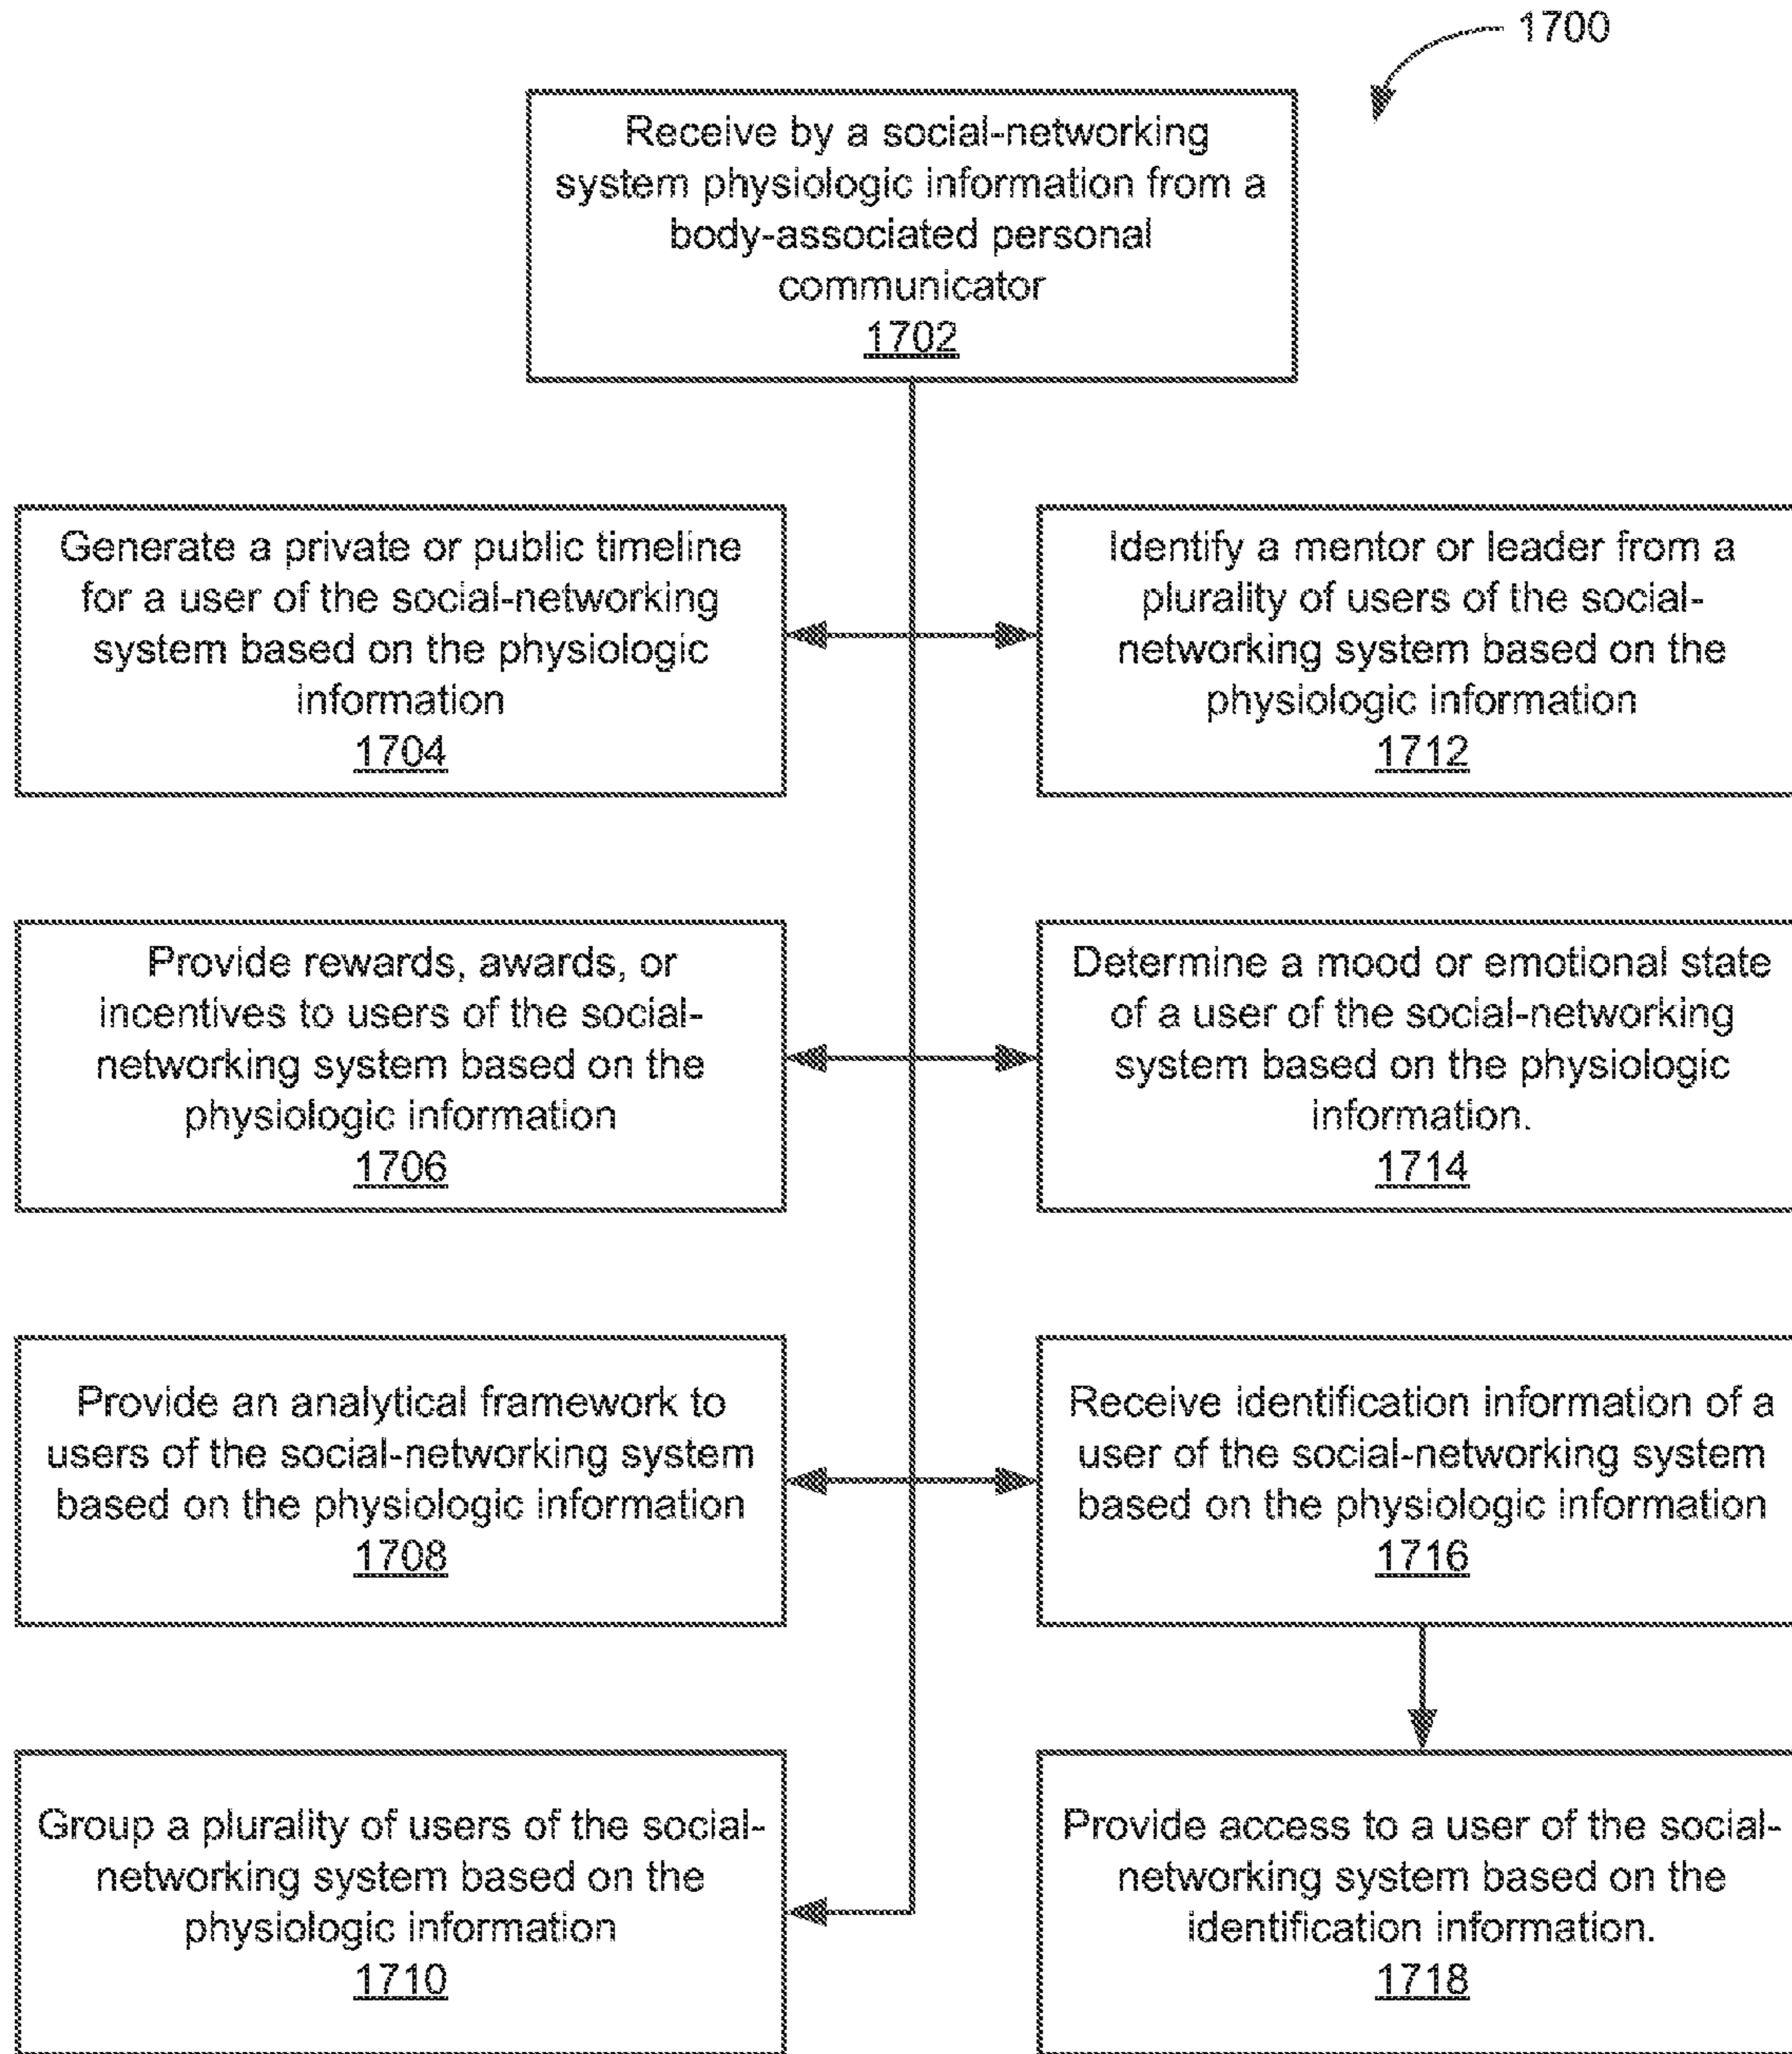 1700
Receive by a social-networking
system physiologic information from a
body-associated personal
communicator
1702
Generate a private or public timeline
for a user of the social-networking
system based on the physiologic
information
1704
Identify a mentor or leader from a
plurality of users of the social-
networking system based on the
physiologic information
1712
Provide rewards, awards, or
incentives to users of the social-
networking system based on the
physiologic information
1706
Determine a mood or emotional state
of a user of the social-networking
system based on the physiologic
information.
1714
Provide an analytical framework to
users of the social-networking system
based on the physiologic information
1708
Receive identification information of a
user of the social-networking system
based on the physiologic information
1716
Group a plurality of users of the social-
networking system based on the
physiologic information
1710
Provide access to a user of the social-
networking system based on the
identification information.
1718